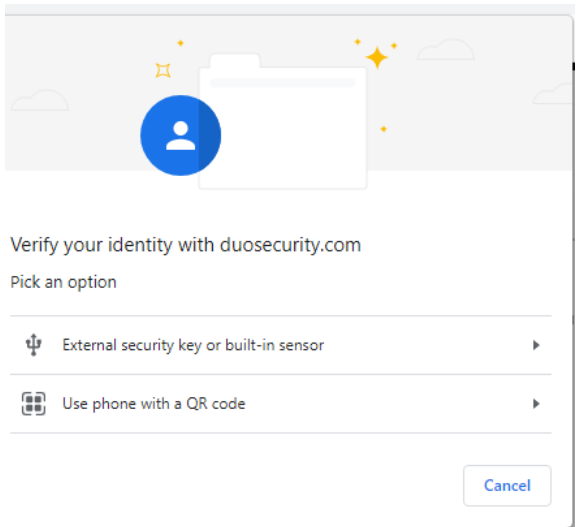 Verify your identity with duosecurity.com
Pick an option
External security key or built-in sensor
Use phone with a QR code
Cancel